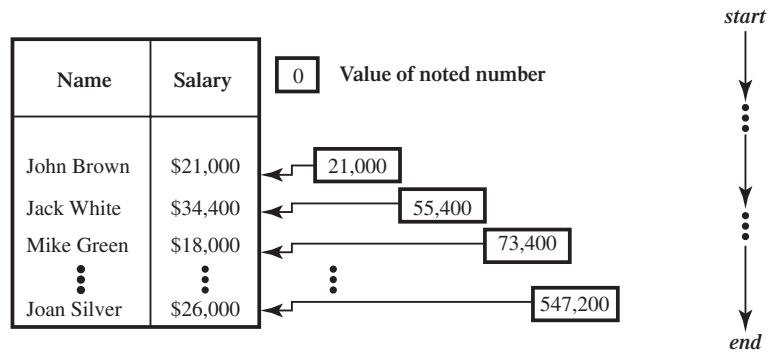 start
Name Salary 0 Value of noted number
John Brown $21,000 21,000
Jack White $34,400 55,400
Mike Green $18,000 73,400
Joan Silver $26,000 547,200
end